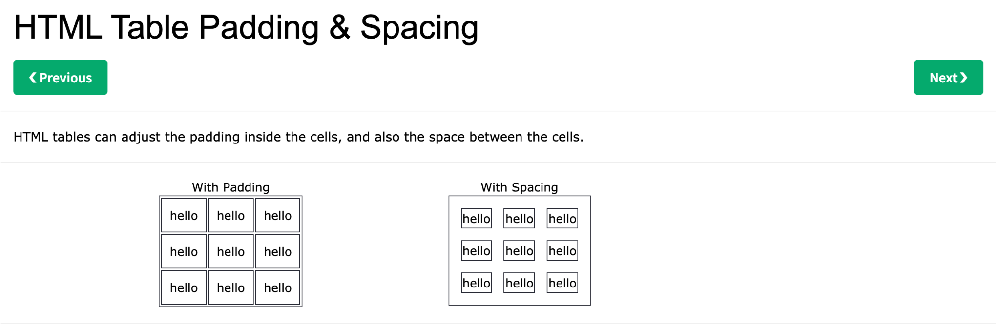 HTML Table Padding & Spacing
❮ Previous
Next ❯
HTML tables can adjust the padding inside the cells, and also the space between the cells.
With Padding
hello hello hello
hello hello hello
hello hello hello
With Spacing
hello hello hello
hello hello hello
hello hello hello